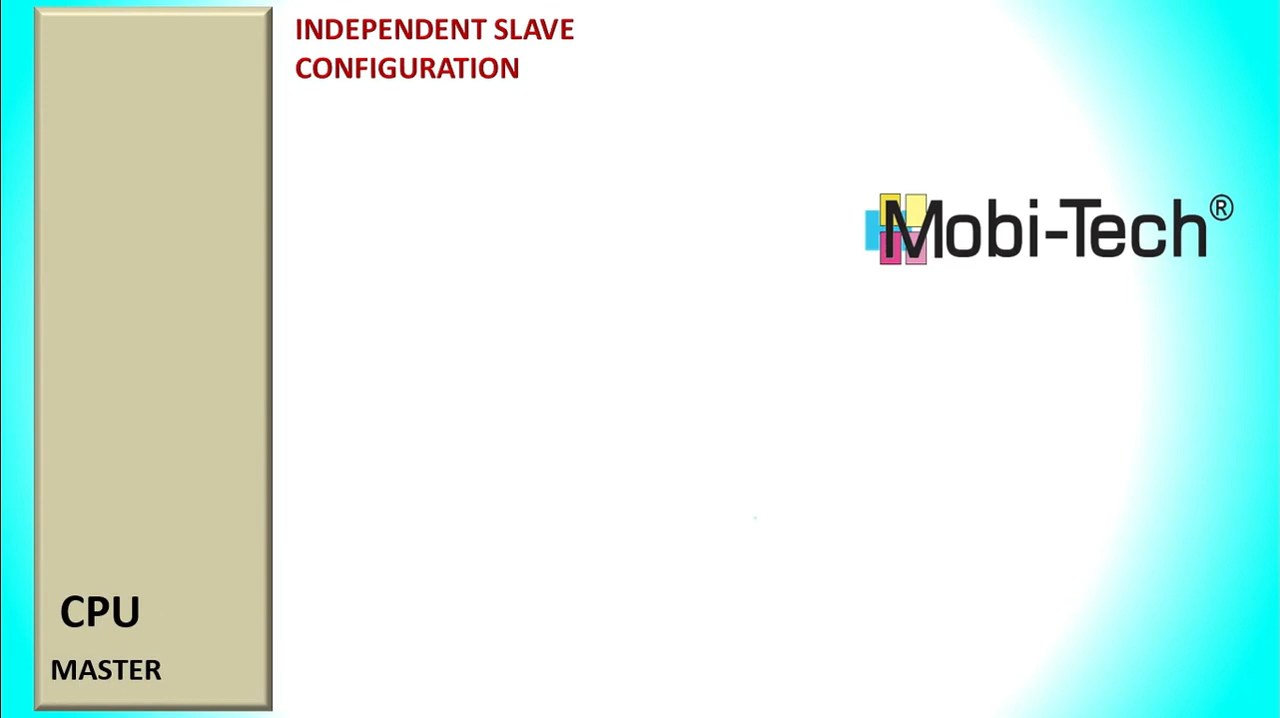 INDEPENDENT SLAVE
CONFIGURATION
Mobi-Tech®
CPU
MASTER